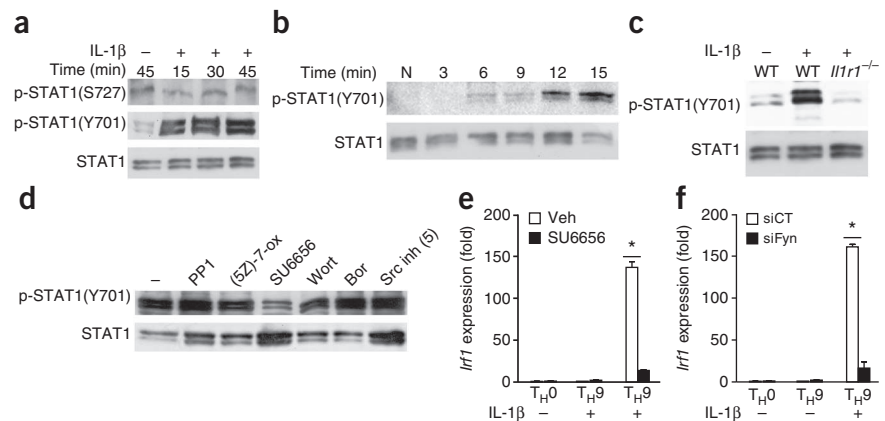 a
IL-1β – + + +
Time (min) 45 15 30 45
p-STAT1(S727)
p-STAT1(Y701)
STAT1
b
Time (min) N 3 6 9 12 15
p-STAT1(Y701)
STAT1
c
IL-1β – + +
WT WT Il1r1–/–
p-STAT1(Y701)
STAT1
d
– PP1 (5Z)-7-ox SU6656 Wort Bor Src inh (5)
p-STAT1(Y701)
STAT1
e
Veh
SU6656
*
Irf1 expression (fold)
200
150
100
50
0
TH0 TH9 TH9
IL-1β – + +
f
siCT
siFyn
*
Irf1 expression (fold)
200
150
100
50
0
TH0 TH9 TH9
IL-1β – – +